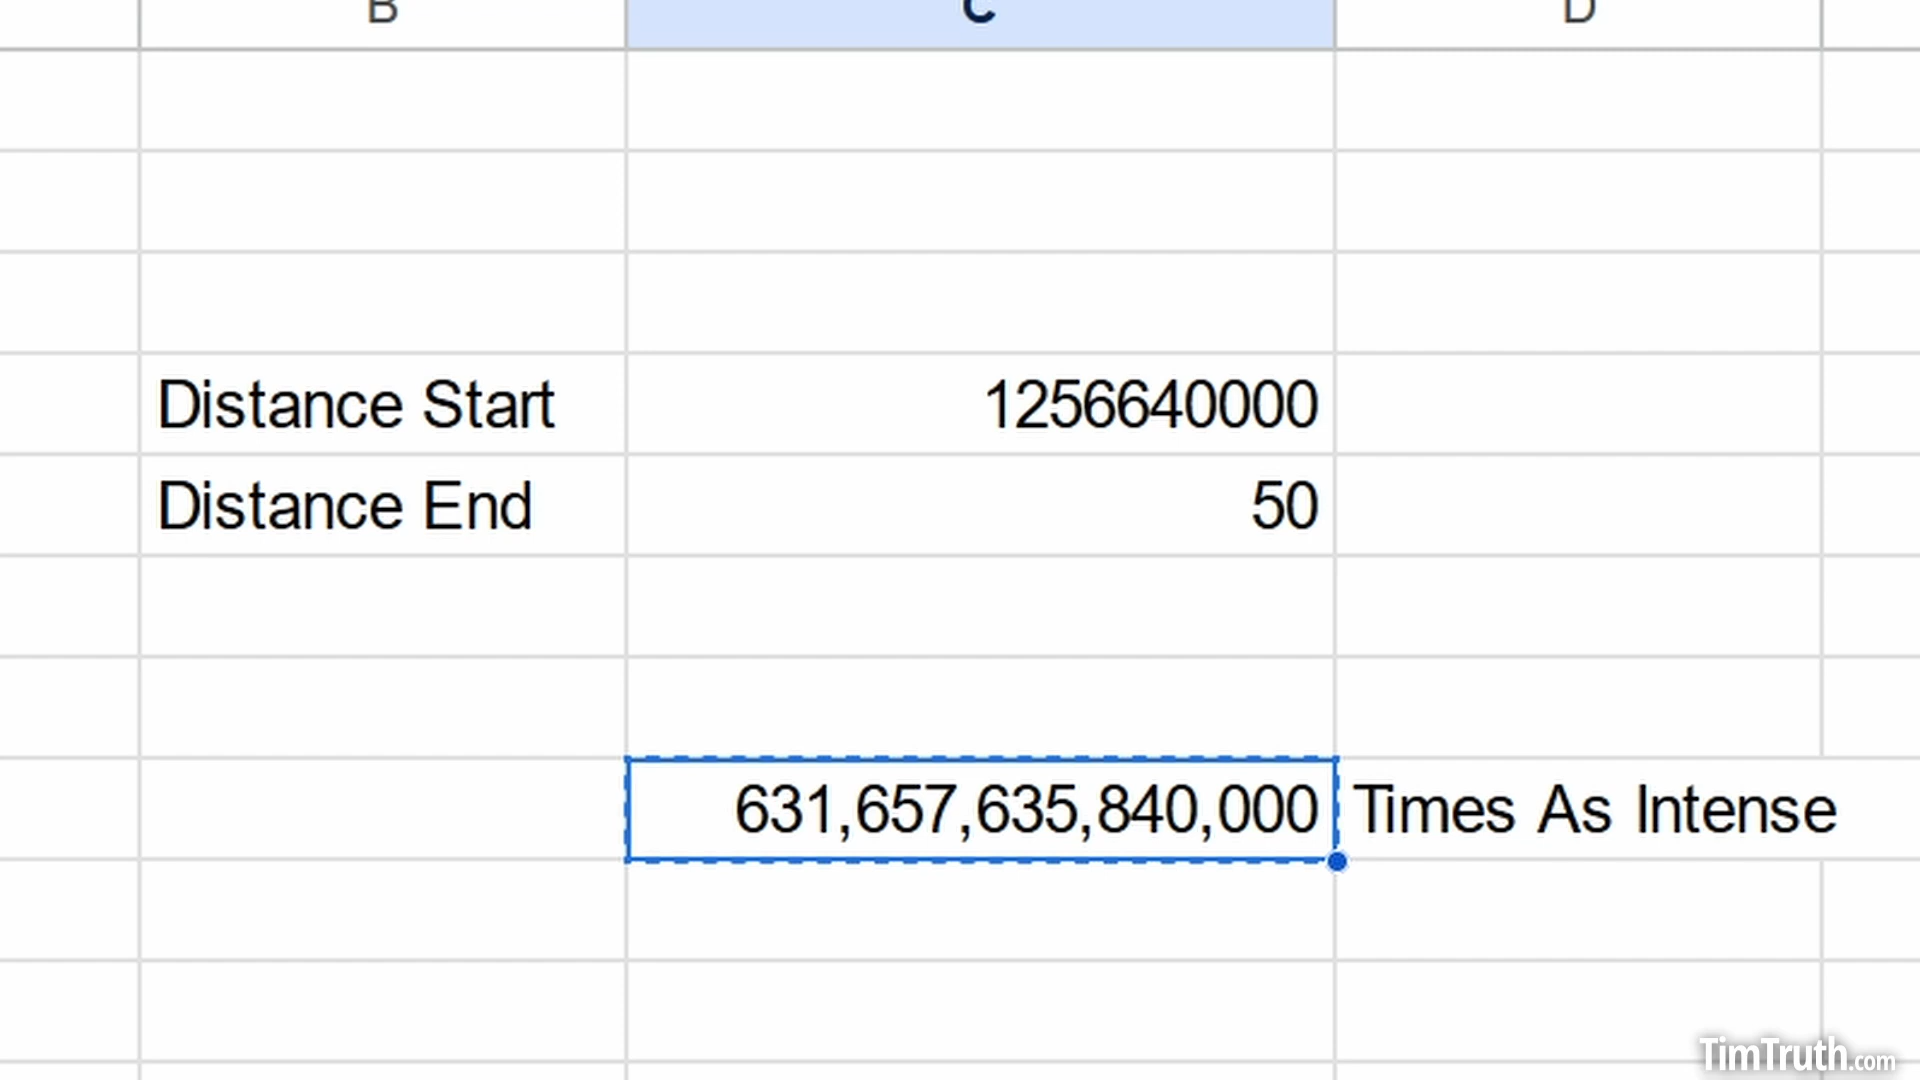 B C D
Distance Start 1256640000
Distance End 50
631,657,635,840,000 Times As Intense
TimTruth.com